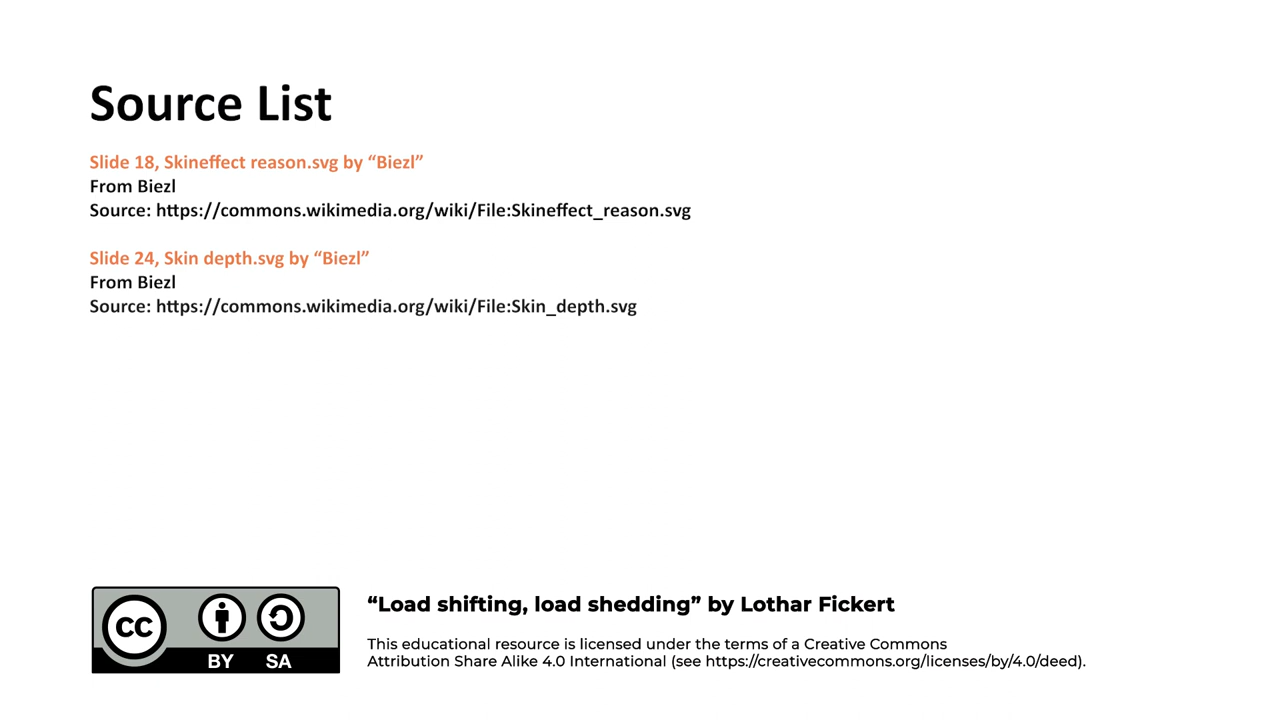 Source List
Slide 18, Skineffect reason.svg by “Biezl”
From Biezl
Source: https://commons.wikimedia.org/wiki/File:Skineffect_reason.svg
Slide 24, Skin depth.svg by “Biezl”
From Biezl
Source: https://commons.wikimedia.org/wiki/File:Skin_depth.svg
CC
BY SA
“Load shifting, load shedding” by Lothar Fickert
This educational resource is licensed under the terms of a Creative Commons
Attribution Share Alike 4.0 International (see https://creativecommons.org/licenses/by/4.0/deed).